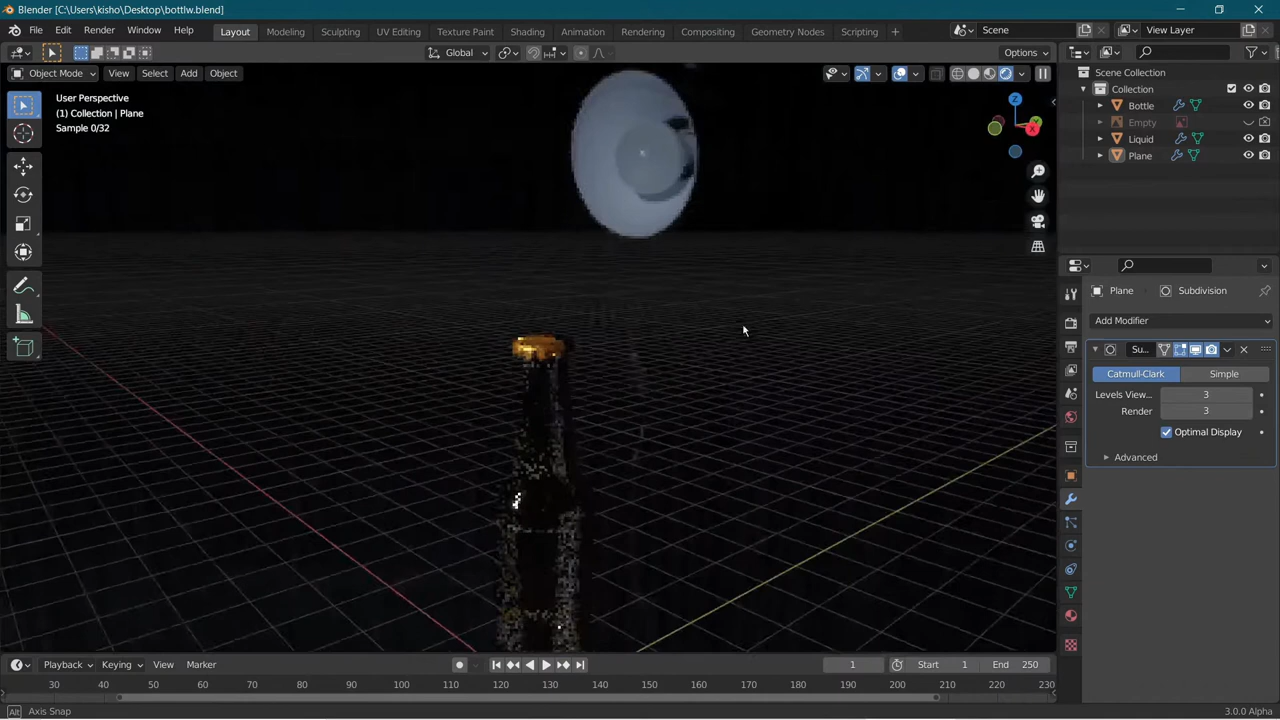 Blender [C:\Users\kisho\Desktop\bottlw.blend]
File Edit Render Window Help Layout Modeling Sculpting UV Editing Texture Paint Shading Animation Rendering Compositing Geometry Nodes Scripting + Scene View Layer
Global Options
Object Mode View Select Add Object
User Perspective
(1) Collection | Plane
Sample 0/32
Z
Y
X
Scene Collection
Collection
Bottle
Empty
Liquid
Plane
Plane Subdivision
Add Modifier
Su...
Catmull-Clark Simple
Levels View... 3
Render 3
Optimal Display
Advanced
Playback Keying View Marker 1 Start 1 End 250
30 40 50 60 70 80 90 100 110 120 130 140 150 160 170 180 190 200 210 220 230
Alt Axis Snap 3.0.0 Alpha